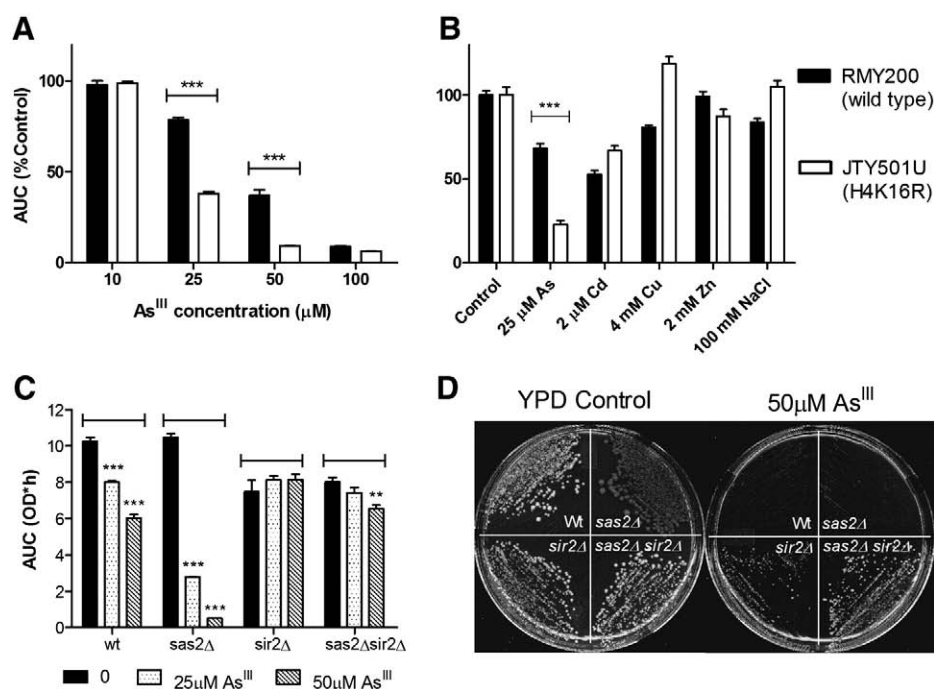 A
AUC (%Control)
100
50
0
***
***
10 25 50 100
As^III concentration (µM)
B
100
50
0
***
Control
25 µM As
2 µM Cd
4 mM Cu
2 mM Zn
100 mM NaCl
RMY200
(wild type)
JTY501U
(H4K16R)
C
AUC (OD*h)
12
10
8
6
4
2
0
***
***
***
***
**
wt sas2Δ sir2Δ sas2Δsir2Δ
0 25µM As^III 50µM As^III
D
YPD Control
Wt sas2Δ
sir2Δ sas2Δ sir2Δ
50µM As^III
Wt sas2Δ
sir2Δ sas2Δ sir2Δ